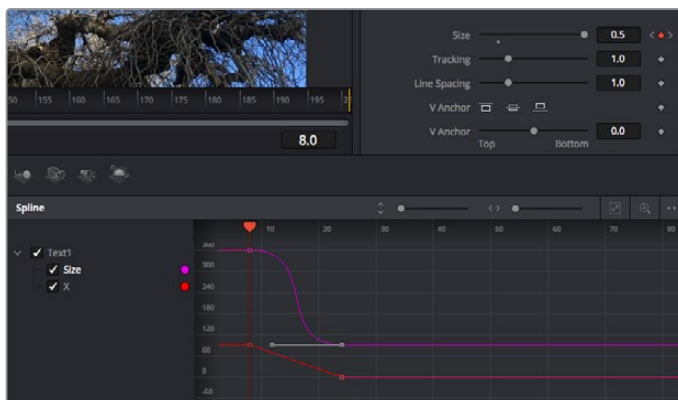 Size 0.5
Tracking 1.0
Line Spacing 1.0
V Anchor
V Anchor 0.0
Top Bottom
50 155 160 165 170 175 180 185 190 195
8.0
Spline
10 20 30 40 50 60 70 80
Text1
Size
X
360
300
240
180
120
60
0
-60